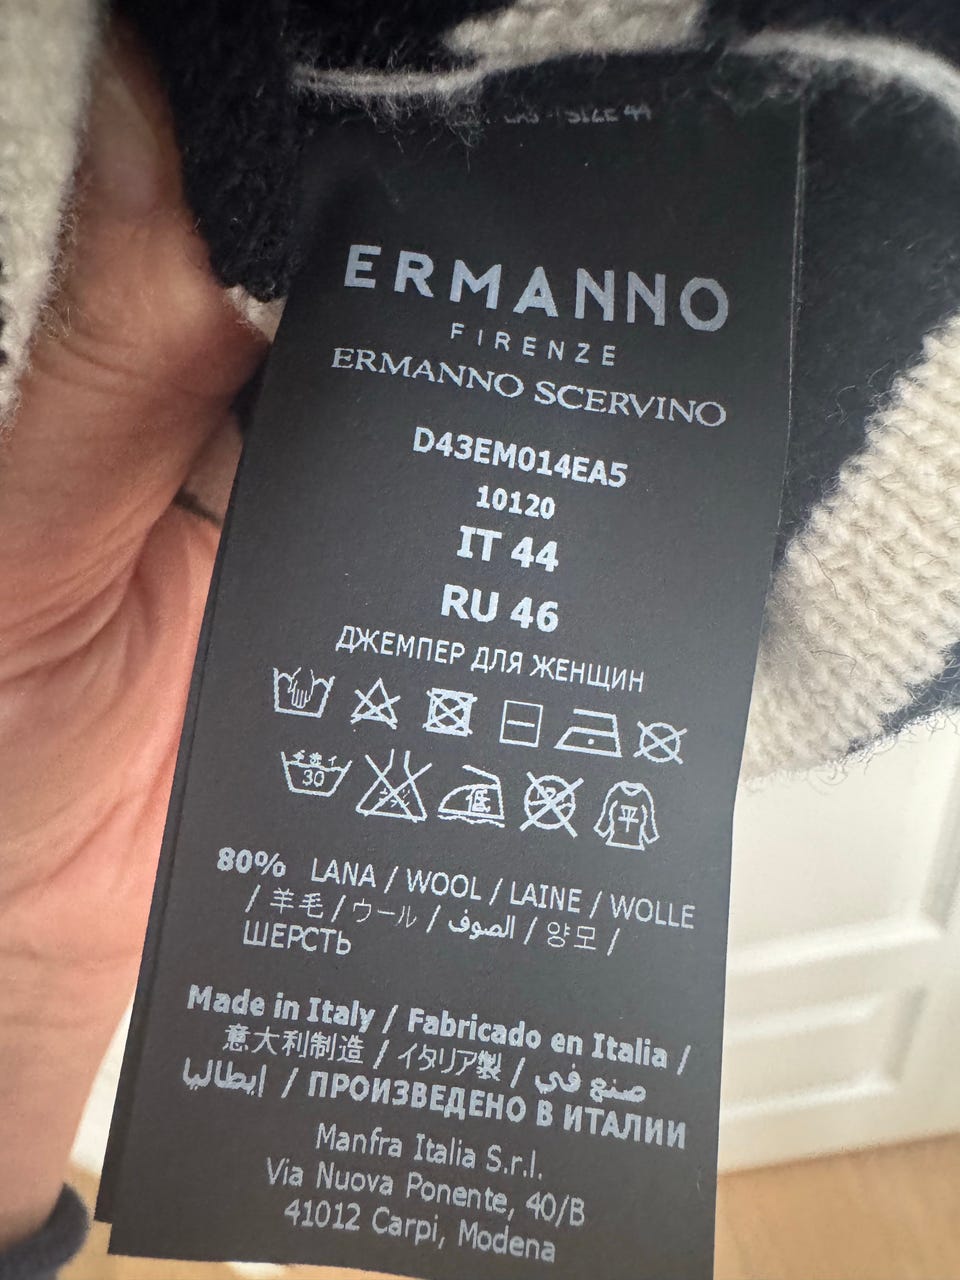 ERMANNO
FIRENZE
ERMANNO SCERVINO
D43EM014EA5
10120
IT 44
RU 46
ДЖЕМПЕР ДЛЯ ЖЕНЩИН
30
低
平
80% LANA / WOOL / LAINE / WOLLE
/ 羊毛 / ウール / الصوف / 양모 /
ШЕРСТЬ
Made in Italy / Fabricado en Italia /
意大利制造 / イタリア製 / صنع في
إيطاليا / ПРОИЗВЕДЕНО В ИТАЛИИ
Manfra Italia S.r.l.
Via Nuova Ponente, 40/B
41012 Carpi, Modena